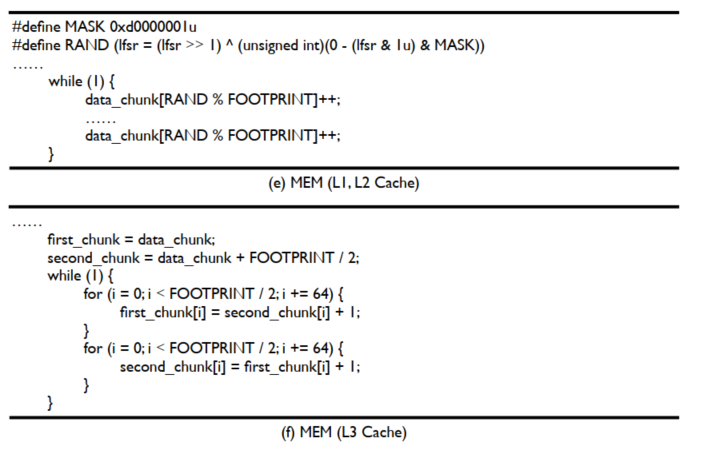 #define MASK 0xd0000001u
#define RAND (lfsr = (lfsr >> 1) ^ (unsigned int)(0 - (lfsr & 1u) & MASK))
……
while (1) {
data_chunk[RAND % FOOTPRINT]++;
……
data_chunk[RAND % FOOTPRINT]++;
}
(e) MEM (L1, L2 Cache)
……
first_chunk = data_chunk;
second_chunk = data_chunk + FOOTPRINT / 2;
while (1) {
for (i = 0; i < FOOTPRINT / 2; i += 64) {
first_chunk[i] = second_chunk[i] + 1;
}
for (i = 0; i < FOOTPRINT / 2; i += 64) {
second_chunk[i] = first_chunk[i] + 1;
}
}
(f) MEM (L3 Cache)